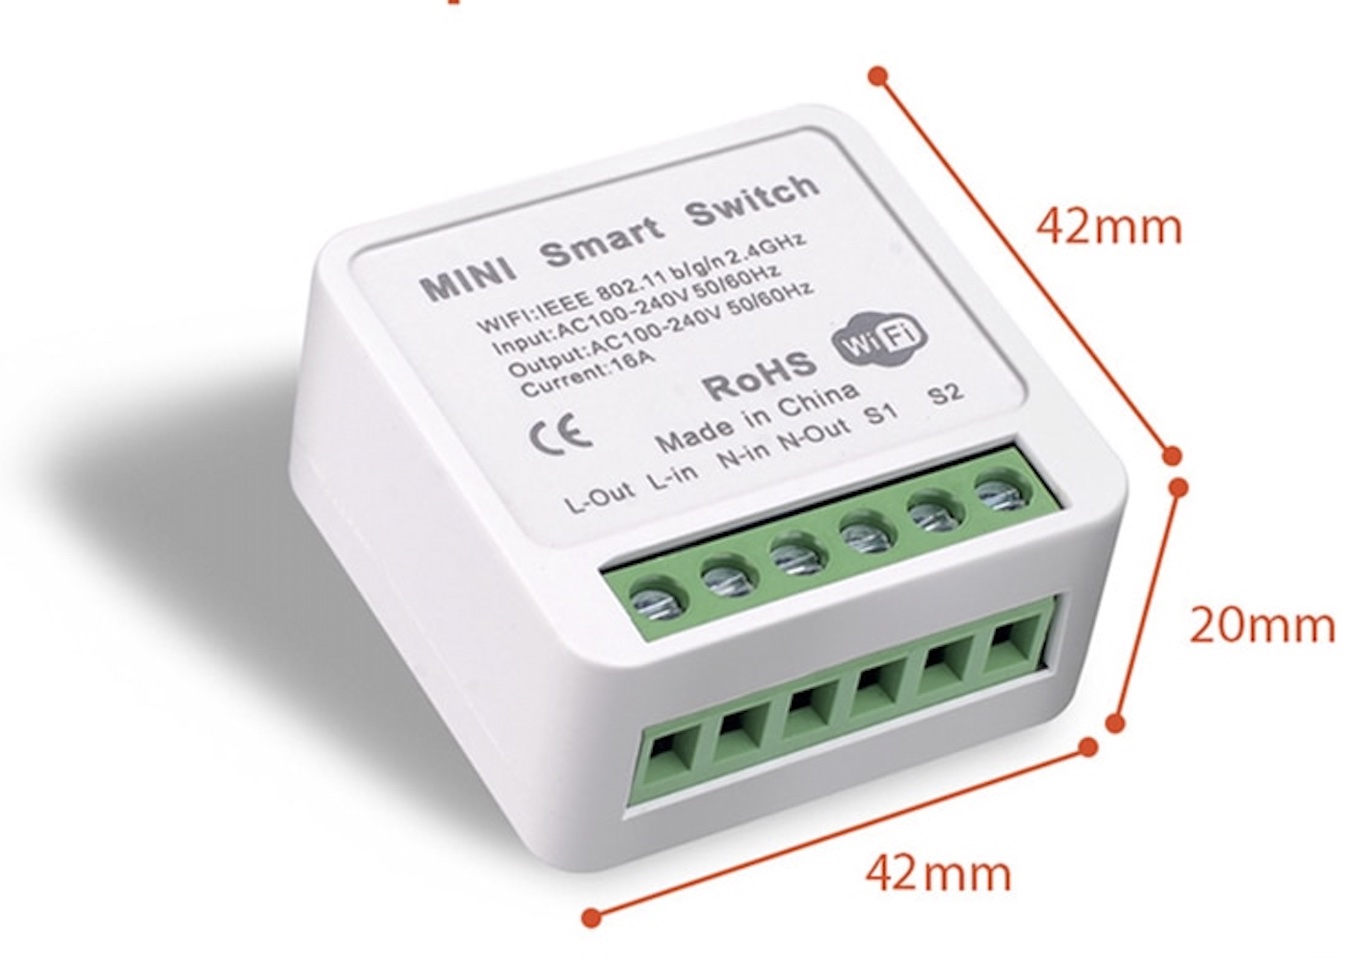 MINI Smart Switch
WIFI:IEEE 802.11 b/g/n2.4GHz
Input:AC100-240V 50/60Hz
Output:AC100-240V 50/60Hz
Current:16A
CE
RoHS
WiFi
Made in China
L-Out L-in N-in N-Out S1 S2
42mm
20mm
42mm